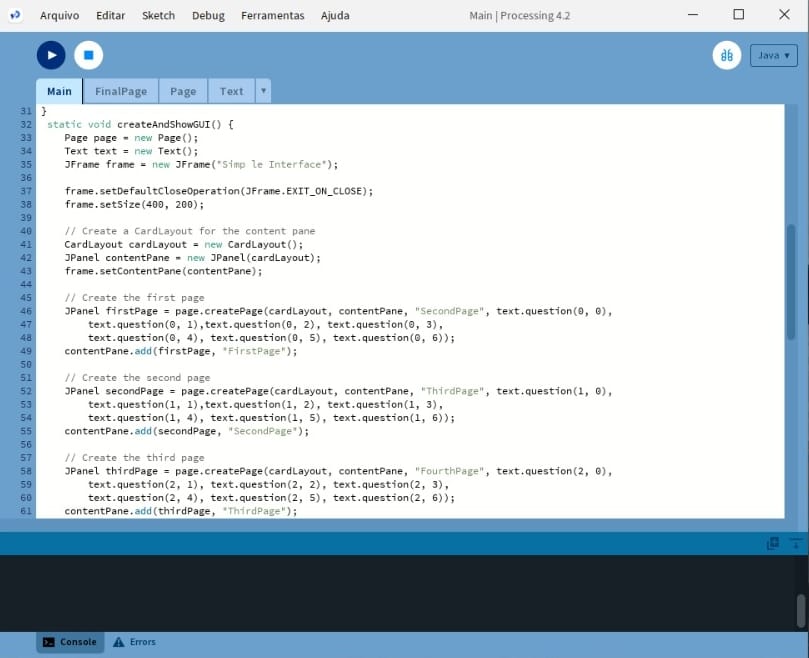 Arquivo Editar Sketch Debug Ferramentas Ajuda Main | Processing 4.2
Java ▾
Main FinalPage Page Text ▾
31 }
32 static void createAndShowGUI() {
33 Page page = new Page();
34 Text text = new Text();
35 JFrame frame = new JFrame("Simp le Interface");
36
37 frame.setDefaultCloseOperation(JFrame.EXIT_ON_CLOSE);
38 frame.setSize(400, 200);
39
40 // Create a CardLayout for the content pane
41 CardLayout cardLayout = new CardLayout();
42 JPanel contentPane = new JPanel(cardLayout);
43 frame.setContentPane(contentPane);
44
45 // Create the first page
46 JPanel firstPage = page.createPage(cardLayout, contentPane, "SecondPage", text.question(0, 0),
47 text.question(0, 1),text.question(0, 2), text.question(0, 3),
48 text.question(0, 4), text.question(0, 5), text.question(0, 6));
49 contentPane.add(firstPage, "FirstPage");
50
51 // Create the second page
52 JPanel secondPage = page.createPage(cardLayout, contentPane, "ThirdPage", text.question(1, 0),
53 text.question(1, 1),text.question(1, 2), text.question(1, 3),
54 text.question(1, 4), text.question(1, 5), text.question(1, 6));
55 contentPane.add(secondPage, "SecondPage");
56
57 // Create the third page
58 JPanel thirdPage = page.createPage(cardLayout, contentPane, "FourthPage", text.question(2, 0),
59 text.question(2, 1), text.question(2, 2), text.question(2, 3),
60 text.question(2, 4), text.question(2, 5), text.question(2, 6));
61 contentPane.add(thirdPage, "ThirdPage");
Console Errors